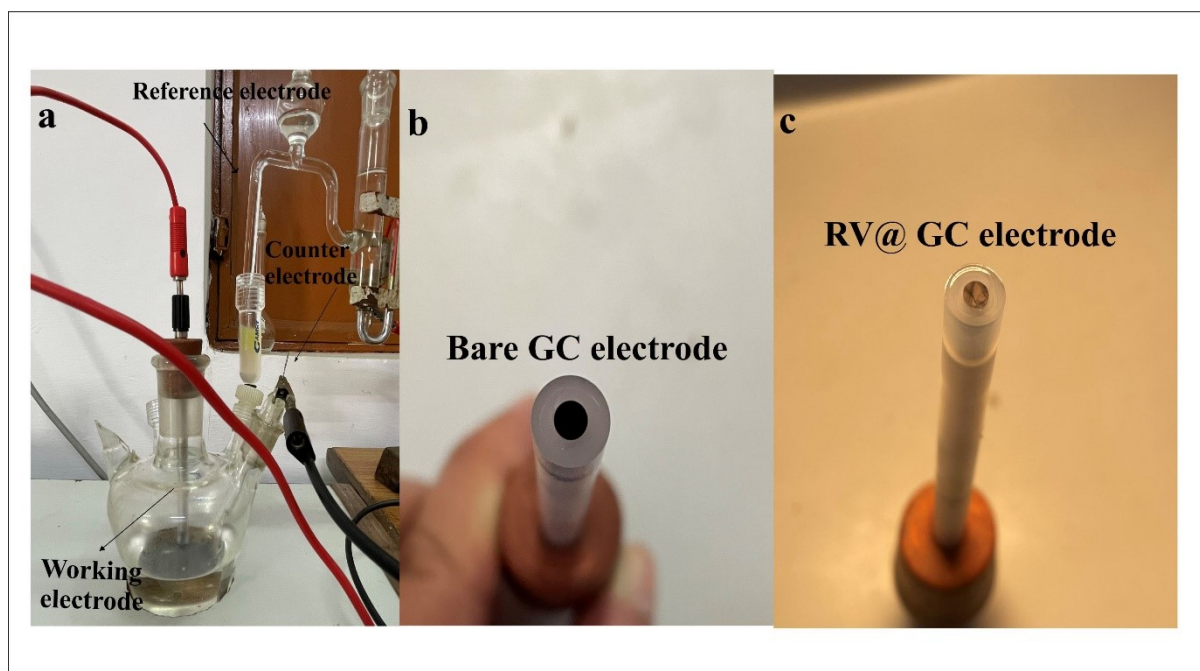 a
Reference electrode
Counter
electrode
Working
electrode
b
Bare GC electrode
c
RV@ GC electrode